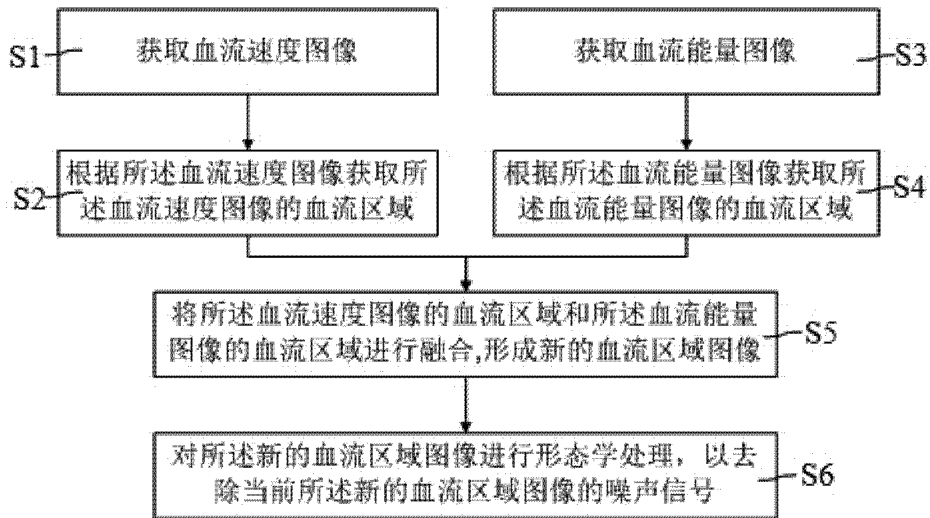 S1
获取血流速度图像
获取血流能量图像
S3
S2
根据所述血流速度图像获取所
述血流速度图像的血流区域
根据所述血流能量图像获取所
述血流能量图像的血流区域
S4
将所述血流速度图像的血流区域和所述血流能量
图像的血流区域进行融合,形成新的血流区域图像
S5
对所述新的血流区域图像进行形态学处理，以去
除当前所述新的血流区域图像的噪声信号
S6